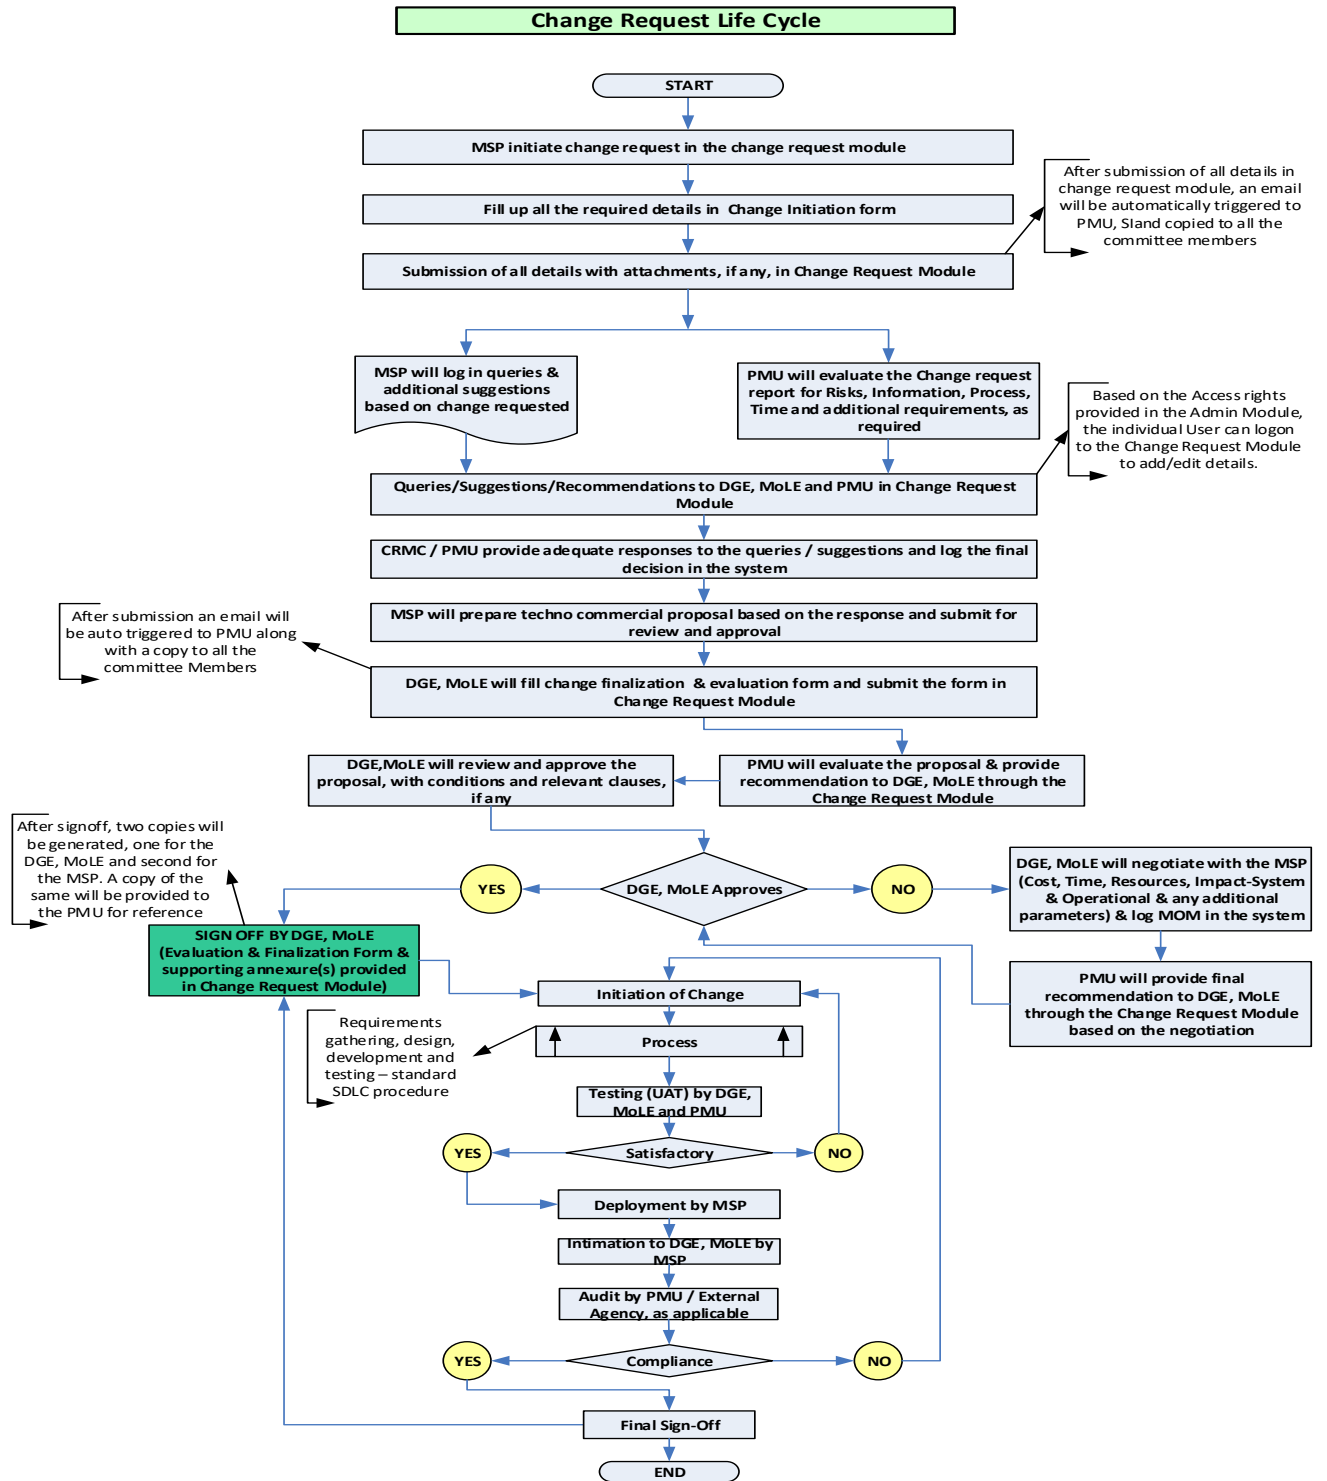 Change Request Life Cycle
START
MSP initiate change request in the change request module
Fill up all the required details in Change Initiation form
After submission of all details in
change request module, an email
will be automatically triggered to
PMU, SIand copied to all the
committee members
Submission of all details with attachments, if any, in Change Request Module
MSP will log in queries &
additional suggestions
based on change requested
PMU will evaluate the Change request
report for Risks, Information, Process,
Time and additional requirements, as
required
Based on the Access rights
provided in the Admin Module,
the individual User can logon
to the Change Request Module
to add/edit details.
Queries/Suggestions/Recommendations to DGE, MoLE and PMU in Change Request
Module
CRMC / PMU provide adequate responses to the queries / suggestions and log the final
decision in the system
MSP will prepare techno commercial proposal based on the response and submit for
review and approval
After submission an email will
be auto triggered to PMU along
with a copy to all the
committee Members
DGE, MoLE will fill change finalization & evaluation form and submit the form in
Change Request Module
DGE,MoLE will review and approve the
proposal, with conditions and relevant clauses,
if any
PMU will evaluate the proposal & provide
recommendation to DGE, MoLE through the
Change Request Module
After signoff, two copies will
be generated, one for the
DGE, MoLE and second for
the MSP. A copy of the
same will be provided to
the PMU for reference
YES
DGE, MoLE Approves
NO
DGE, MoLE will negotiate with the MSP
(Cost, Time, Resources, Impact-System
& Operational & any additional
parameters) & log MOM in the system
SIGN OFF BY DGE, MoLE
(Evaluation & Finalization Form &
supporting annexure(s) provided
in Change Request Module)
PMU will provide final
recommendation to DGE, MoLE
through the Change Request Module
based on the negotiation
Initiation of Change
Requirements
gathering, design,
development and
testing – standard
SDLC procedure
Process
Testing (UAT) by DGE,
MoLE and PMU
YES
Satisfactory
NO
Deployment by MSP
Intimation to DGE, MoLE by
MSP
Audit by PMU / External
Agency, as applicable
YES
Compliance
NO
Final Sign-Off
END